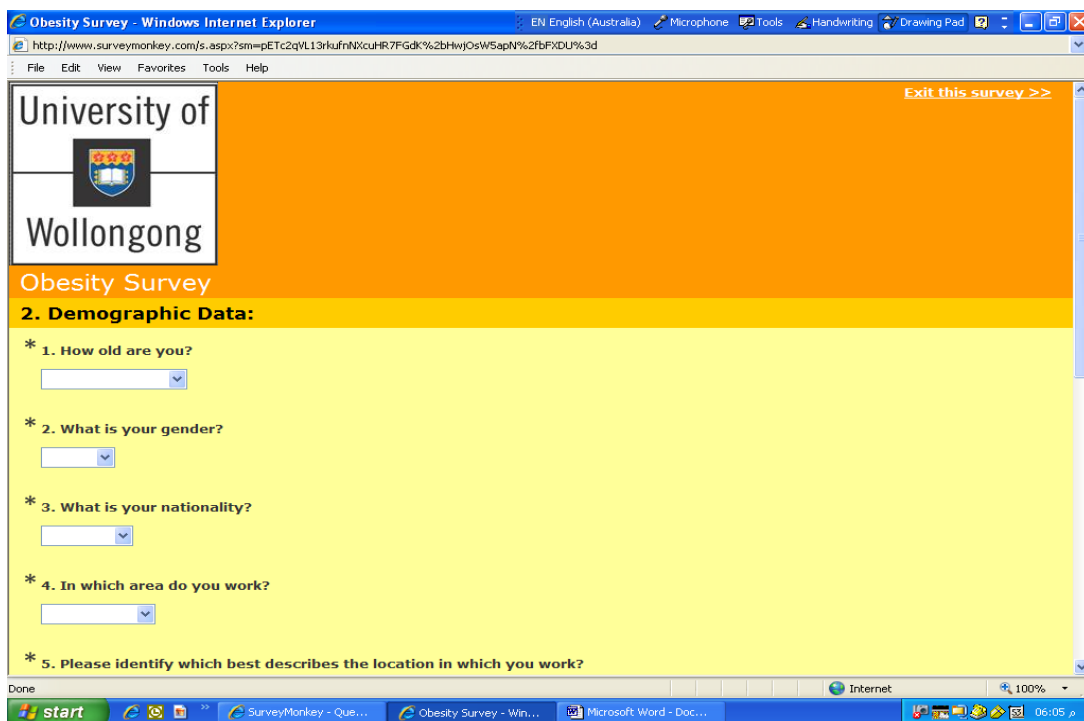 Obesity Survey - Windows Internet Explorer
EN English (Australia) Microphone Tools Handwriting Drawing Pad
http://www.surveymonkey.com/s.aspx?sm=pETc2qVL13rkufnNXcuHR7FGdK%2bHwjOsW5apN%2fbFXDU%3d
File Edit View Favorites Tools Help
Exit this survey >>
University of
Wollongong
Obesity Survey
2. Demographic Data:
* 1. How old are you?
* 2. What is your gender?
* 3. What is your nationality?
* 4. In which area do you work?
* 5. Please identify which best describes the location in which you work?
Done Internet 100%
start SurveyMonkey - Que... Obesity Survey - Win... Microsoft Word - Doc... 06:05 م